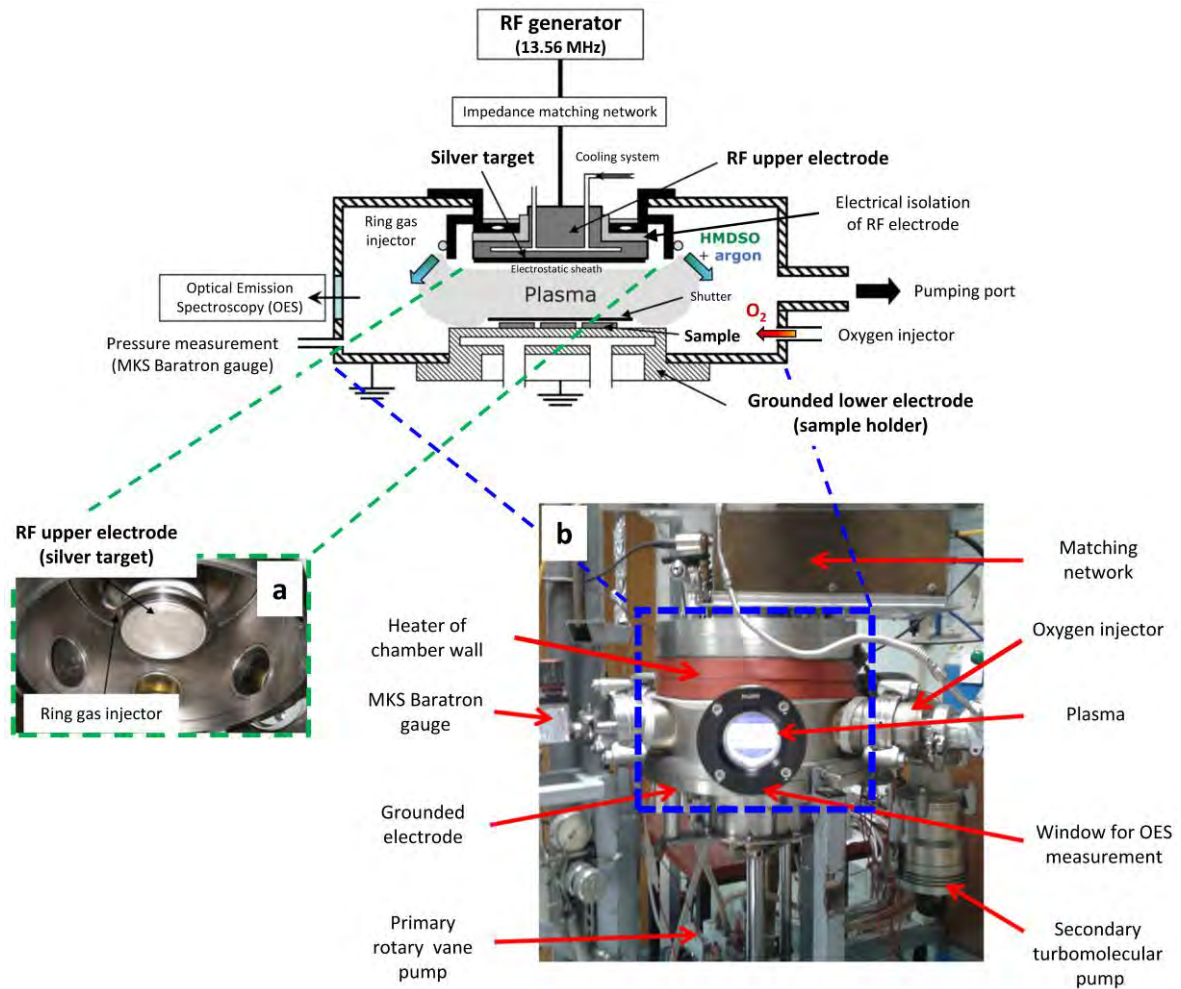 RF generator
(13.56 MHz)
Impedance matching network
Silver target
Cooling system
RF upper electrode
Ring gas
injector
Electrical isolation
of RF electrode
HMDSO
+ argon
Electrostatic sheath
Optical Emission
Spectroscopy (OES)
Plasma
Shutter
Pumping port
O2
Sample
Oxygen injector
Pressure measurement
(MKS Baratron gauge)
Grounded lower electrode
(sample holder)
RF upper electrode
(silver target)
a
Ring gas injector
b
Matching
network
Heater of
chamber wall
Oxygen injector
MKS Baratron
gauge
Plasma
Grounded
electrode
Window for OES
measurement
Primary
rotary vane
pump
Secondary
turbomolecular
pump